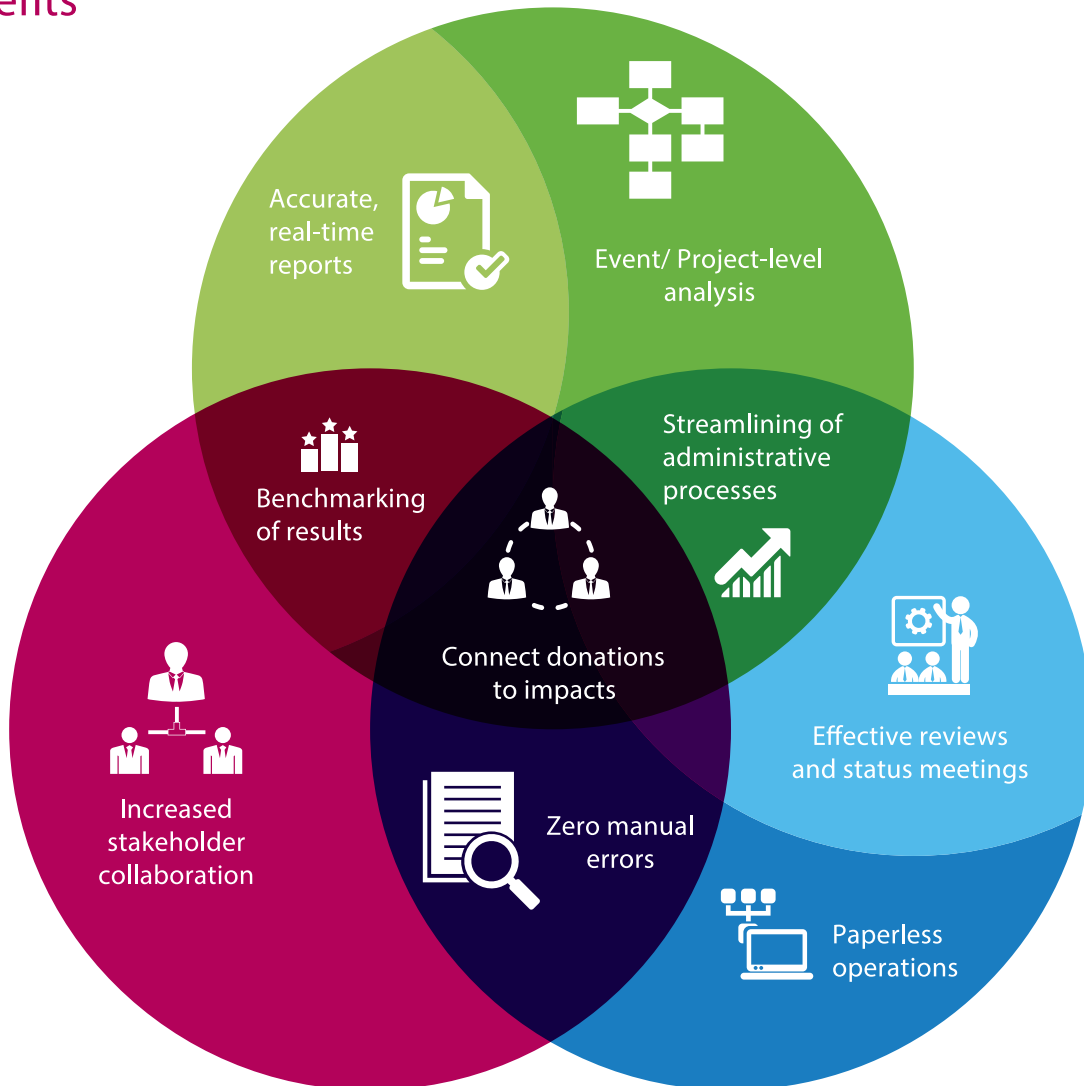 Accurate,
real-time
reports
Event/ Project-level
analysis
Streamlining of
administrative
processes
Benchmarking
of results
Connect donations
to impacts
Effective reviews
and status meetings
Increased
stakeholder
collaboration
Zero manual
errors
Paperless
operations